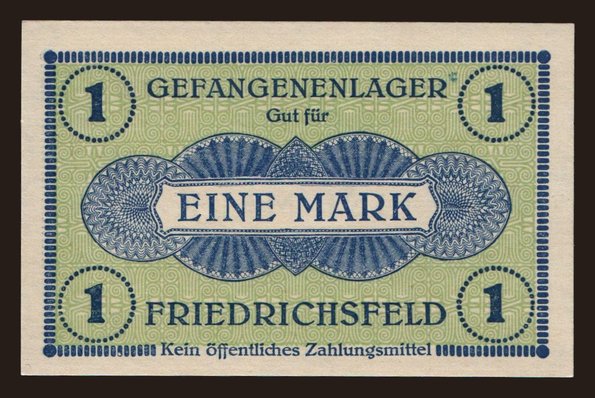 1 GEFANGENENLAGER 1
Gut für
EINE MARK
1 FRIEDRICHSFELD 1
Kein öffentliches Zahlungsmittel